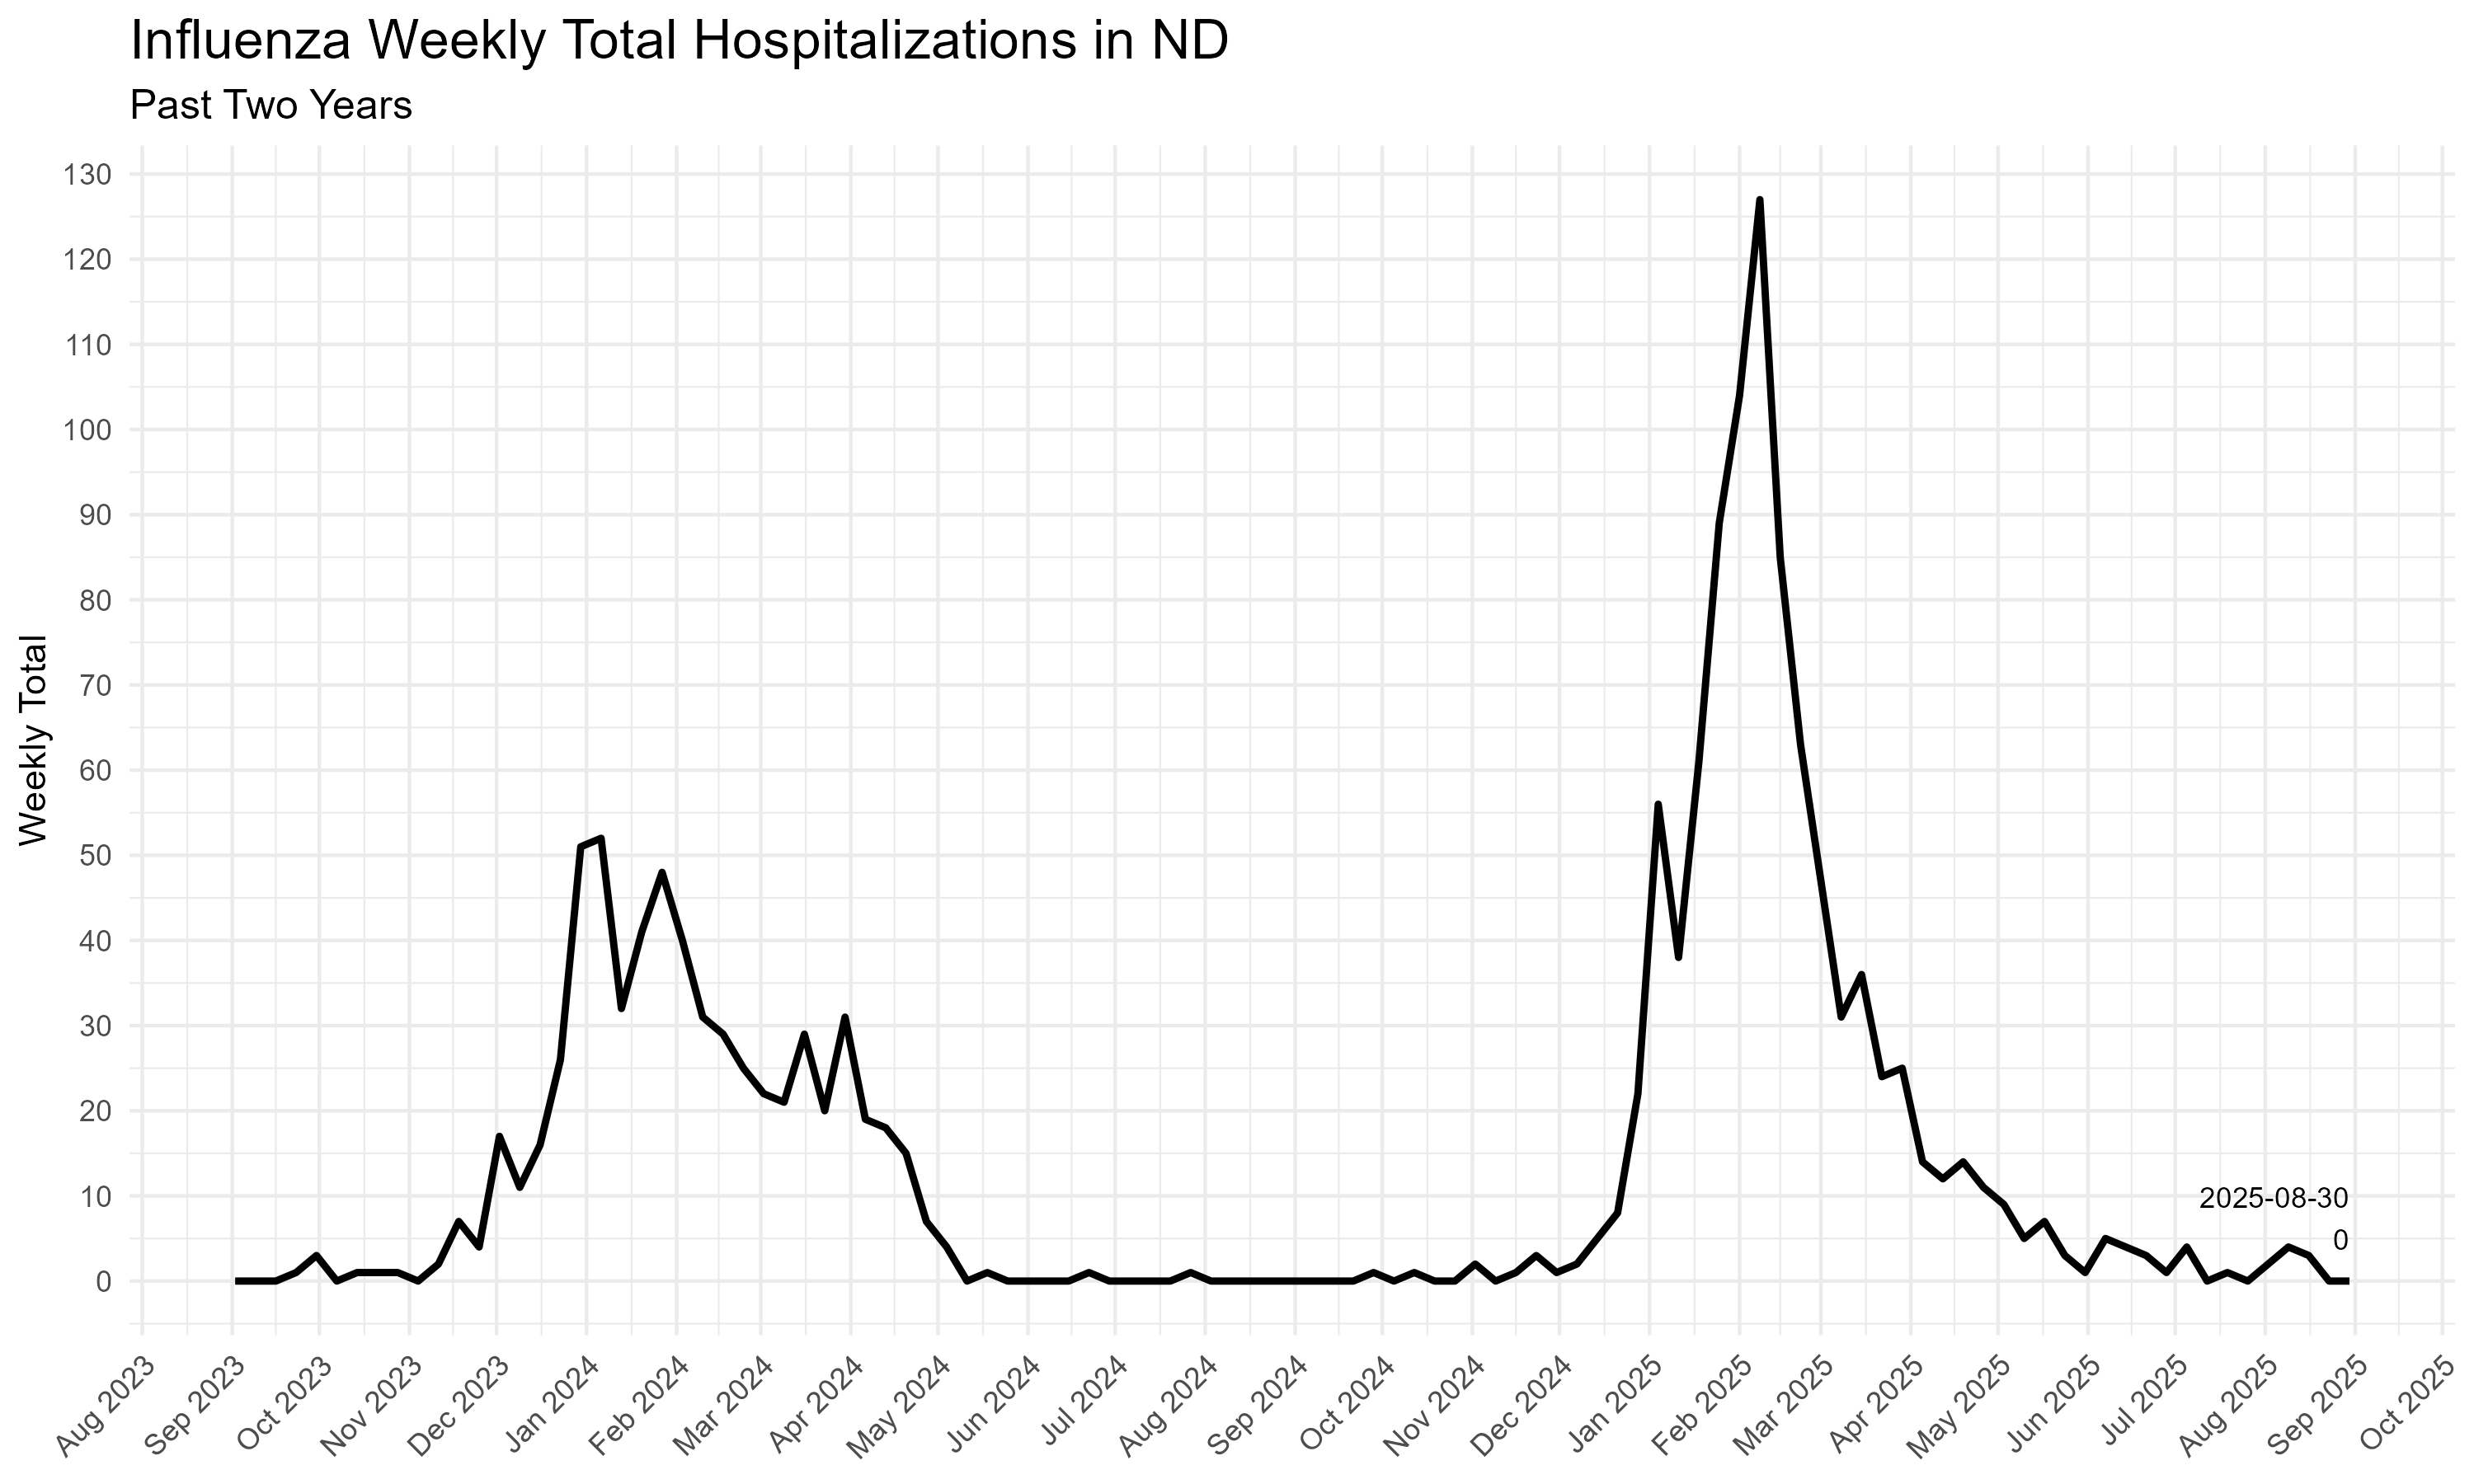 Influenza Weekly Total Hospitalizations in ND
Past Two Years
Weekly Total
130
120
110
100
90
80
70
60
50
40
30
20
10
0
2025-08-30
0
Aug 2023
Sep 2023
Oct 2023
Nov 2023
Dec 2023
Jan 2024
Feb 2024
Mar 2024
Apr 2024
May 2024
Jun 2024
Jul 2024
Aug 2024
Sep 2024
Oct 2024
Nov 2024
Dec 2024
Jan 2025
Feb 2025
Mar 2025
Apr 2025
May 2025
Jun 2025
Jul 2025
Aug 2025
Sep 2025
Oct 2025